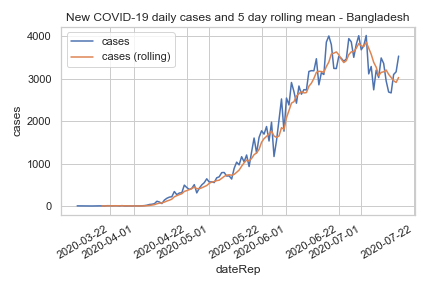 New COVID-19 daily cases and 5 day rolling mean - Bangladesh
cases
cases (rolling)
4000
3000
2000
1000
0
cases
2020-03-22
2020-04-01
2020-04-22
2020-05-01
2020-05-22
2020-06-01
2020-06-22
2020-07-01
2020-07-22
dateRep